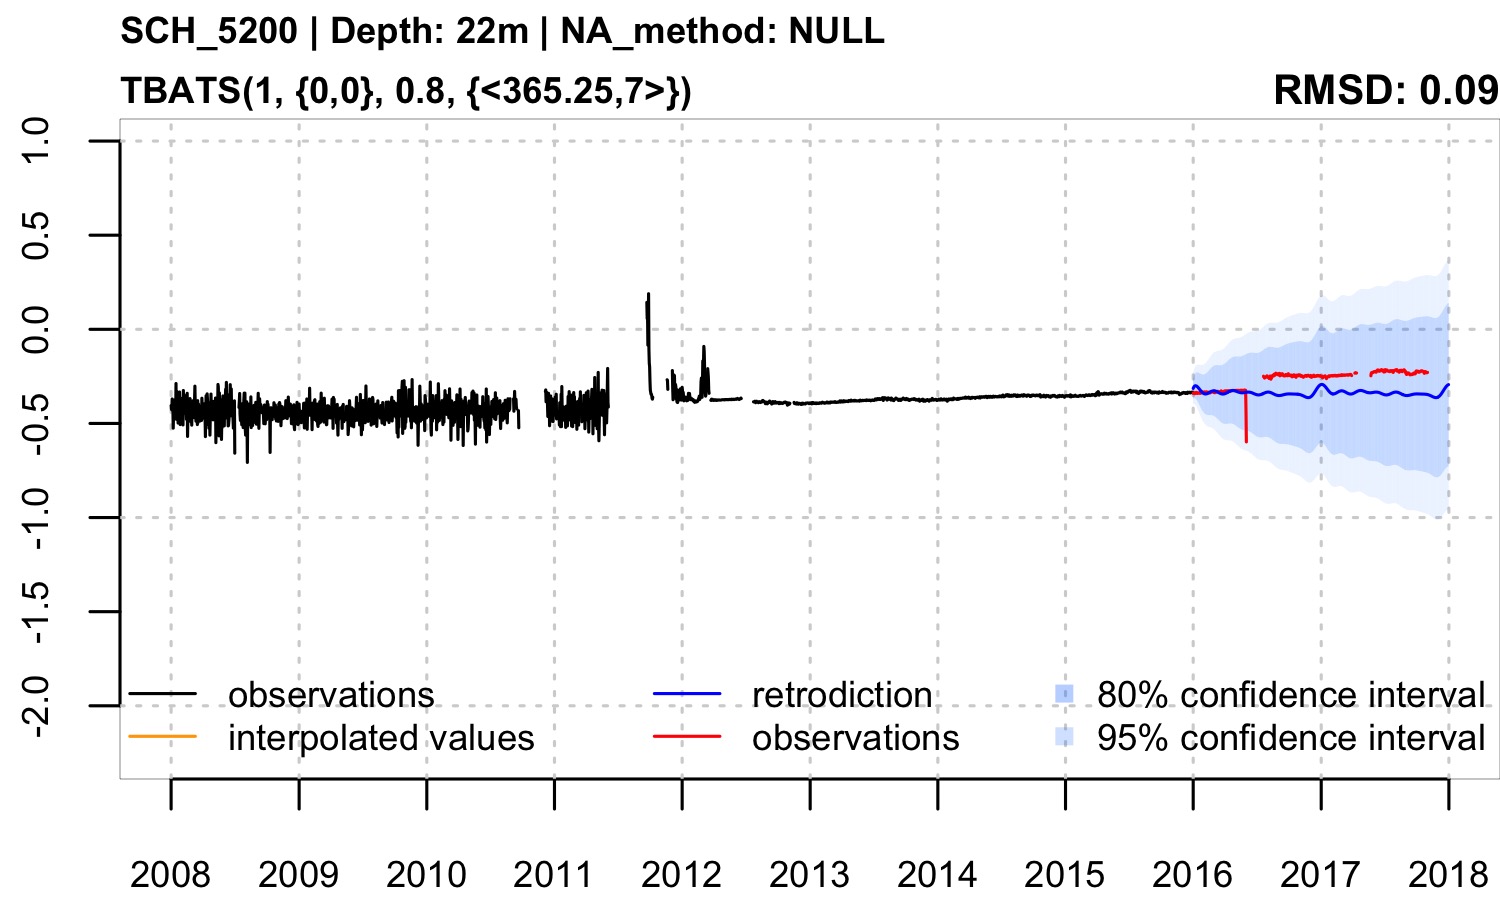 SCH_5200 | Depth: 22m | NA_method: NULL
TBATS(1, {0,0}, 0.8, {<365.25,7>})
RMSD: 0.09
1.0
0.5
0.0
-0.5
-1.0
-1.5
-2.0
observations
interpolated values
retrodiction
observations
80% confidence interval
95% confidence interval
2008 2009 2010 2011 2012 2013 2014 2015 2016 2017 2018